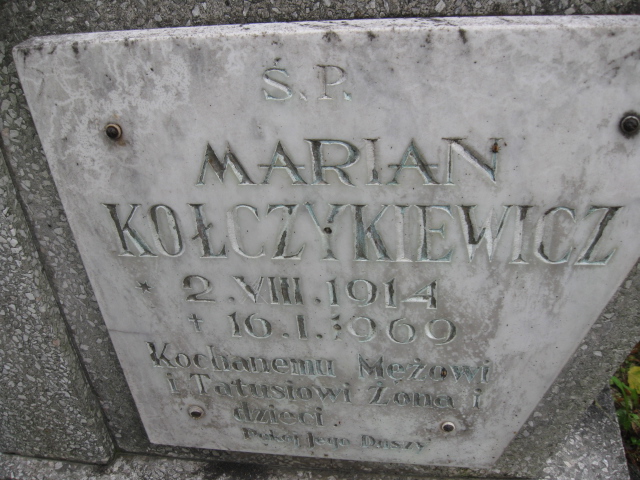 Ś.P.
MARIAN
KOŁCZYKIEWICZ
* 2.VIII.1914
+ 16.I.1969
Kochanemu Mężowi
i Tatusiowi Żona i
dzieci
Pokój Jego Duszy